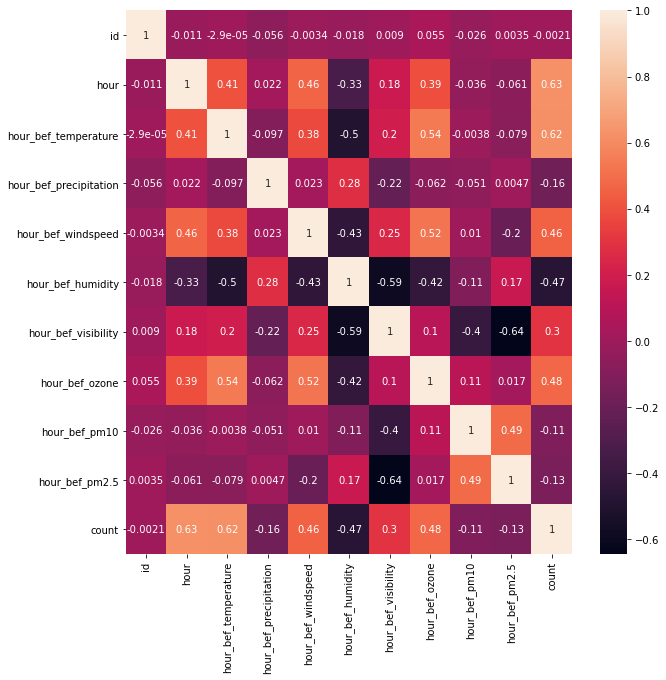 id 1 -0.011 -2.9e-05 -0.056 -0.0034 -0.018 0.009 0.055 -0.026 0.0035 -0.0021
hour -0.011 1 0.41 0.022 0.46 -0.33 0.18 0.39 -0.036 -0.061 0.63
hour_bef_temperature -2.9e-05 0.41 1 -0.097 0.38 -0.5 0.2 0.54 -0.0038 -0.079 0.62
hour_bef_precipitation -0.056 0.022 -0.097 1 0.023 0.28 -0.22 -0.062 -0.051 0.0047 -0.16
hour_bef_windspeed -0.0034 0.46 0.38 0.023 1 -0.43 0.25 0.52 0.01 -0.2 0.46
hour_bef_humidity -0.018 -0.33 -0.5 0.28 -0.43 1 -0.59 -0.42 -0.11 0.17 -0.47
hour_bef_visibility 0.009 0.18 0.2 -0.22 0.25 -0.59 1 0.1 -0.4 -0.64 0.3
hour_bef_ozone 0.055 0.39 0.54 -0.062 0.52 -0.42 0.1 1 0.11 0.017 0.48
hour_bef_pm10 -0.026 -0.036 -0.0038 -0.051 0.01 -0.11 -0.4 0.11 1 0.49 -0.11
hour_bef_pm2.5 0.0035 -0.061 -0.079 0.0047 -0.2 0.17 -0.64 0.017 0.49 1 -0.13
count -0.0021 0.63 0.62 -0.16 0.46 -0.47 0.3 0.48 -0.11 -0.13 1
id
hour
hour_bef_temperature
hour_bef_precipitation
hour_bef_windspeed
hour_bef_humidity
hour_bef_visibility
hour_bef_ozone
hour_bef_pm10
hour_bef_pm2.5
count
1.0
0.8
0.6
0.4
0.2
0.0
−0.2
−0.4
−0.6